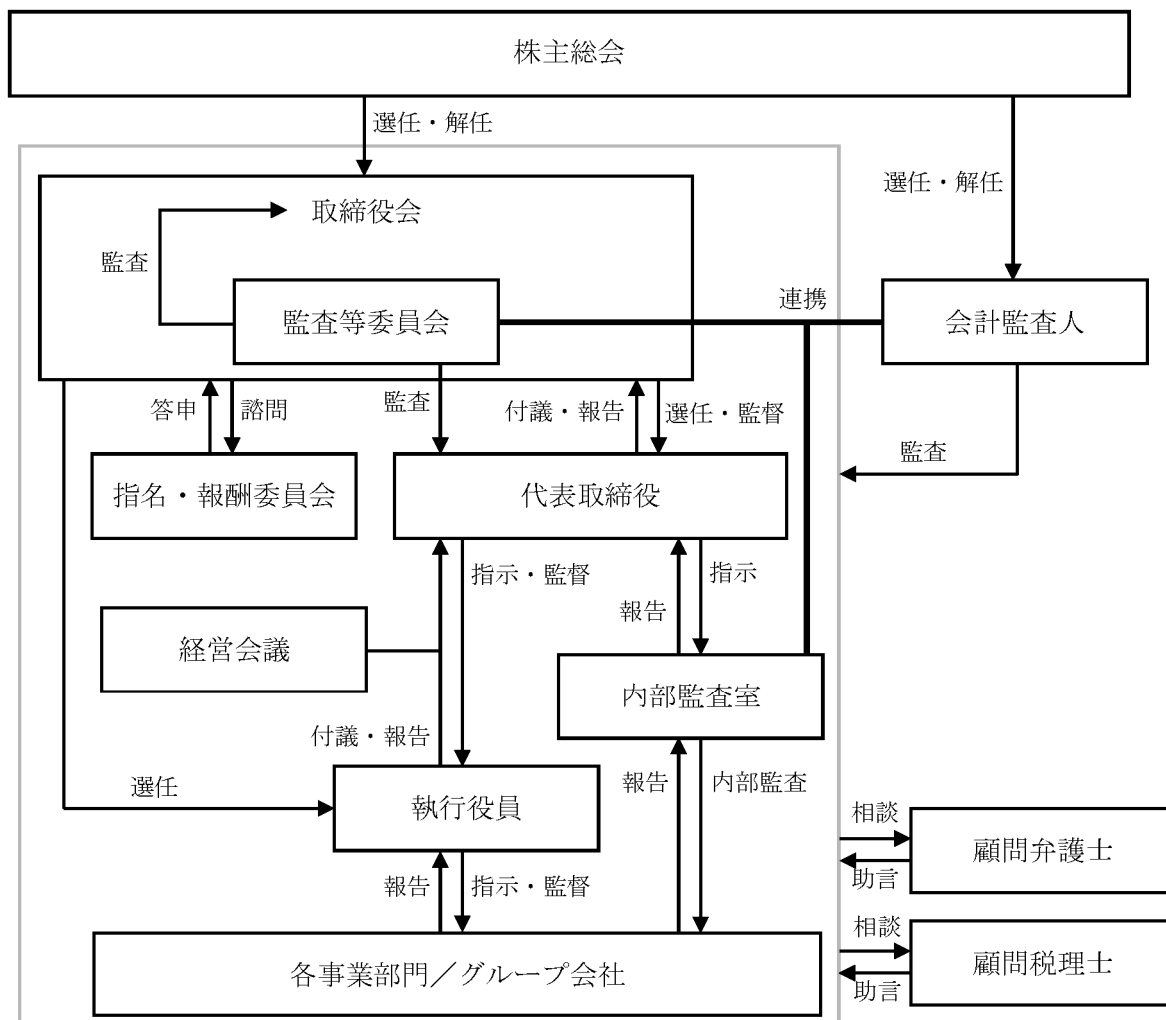 株主総会
選任・解任
選任・解任
取締役会
監査
監査等委員会
連携
会計監査人
答申
諮問
監査
付議・報告
選任・監督
監査
指名・報酬委員会
代表取締役
指示・監督
報告
指示
経営会議
内部監査室
付議・報告
報告
内部監査
選任
執行役員
相談
顧問弁護士
助言
報告
指示・監督
相談
各事業部門／グループ会社
顧問税理士
助言